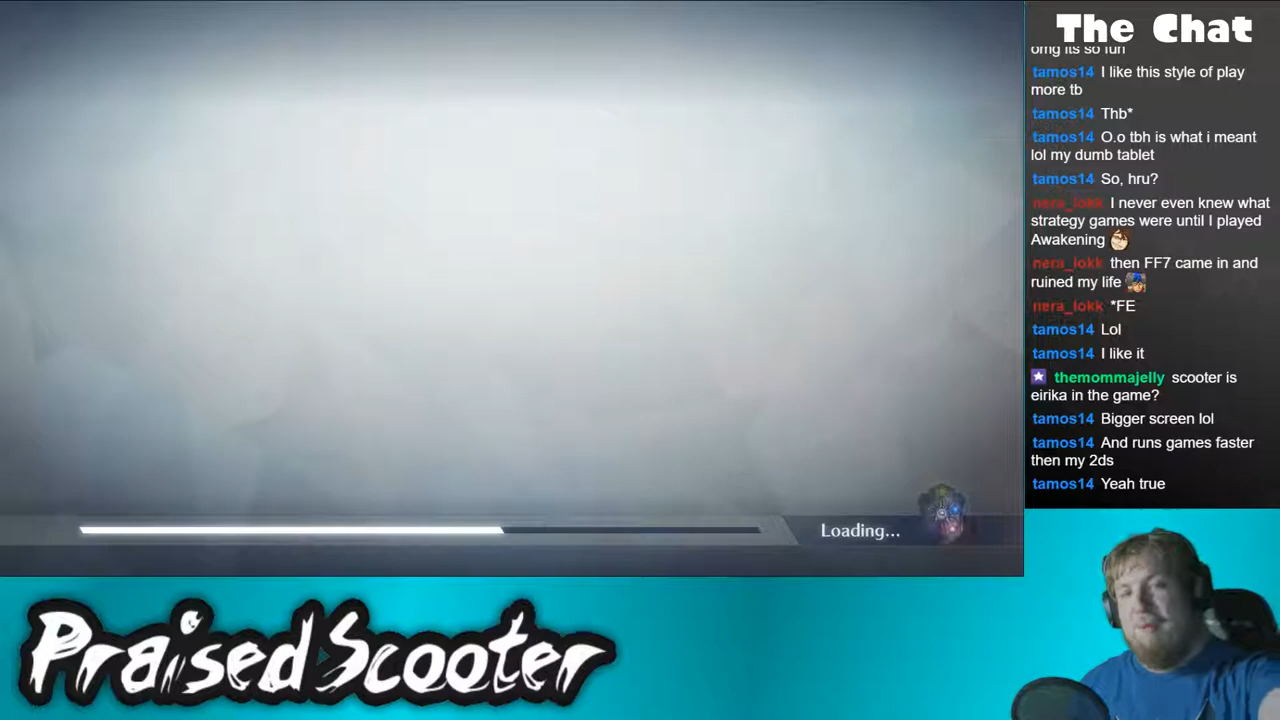 The Chat
omg its so fun
tamos14 I like this style of play
more tb
tamos14 Thb*
tamos14 O.o tbh is what i meant
lol my dumb tablet
tamos14 So, hru?
nera_lokk I never even knew what
strategy games were until I played
Awakening
nera_lokk then FF7 came in and
ruined my life
nera_lokk *FE
tamos14 Lol
tamos14 I like it
themommajelly scooter is
eirika in the game?
tamos14 Bigger screen lol
tamos14 And runs games faster
then my 2ds
tamos14 Yeah true
Loading...
PraisedScooter